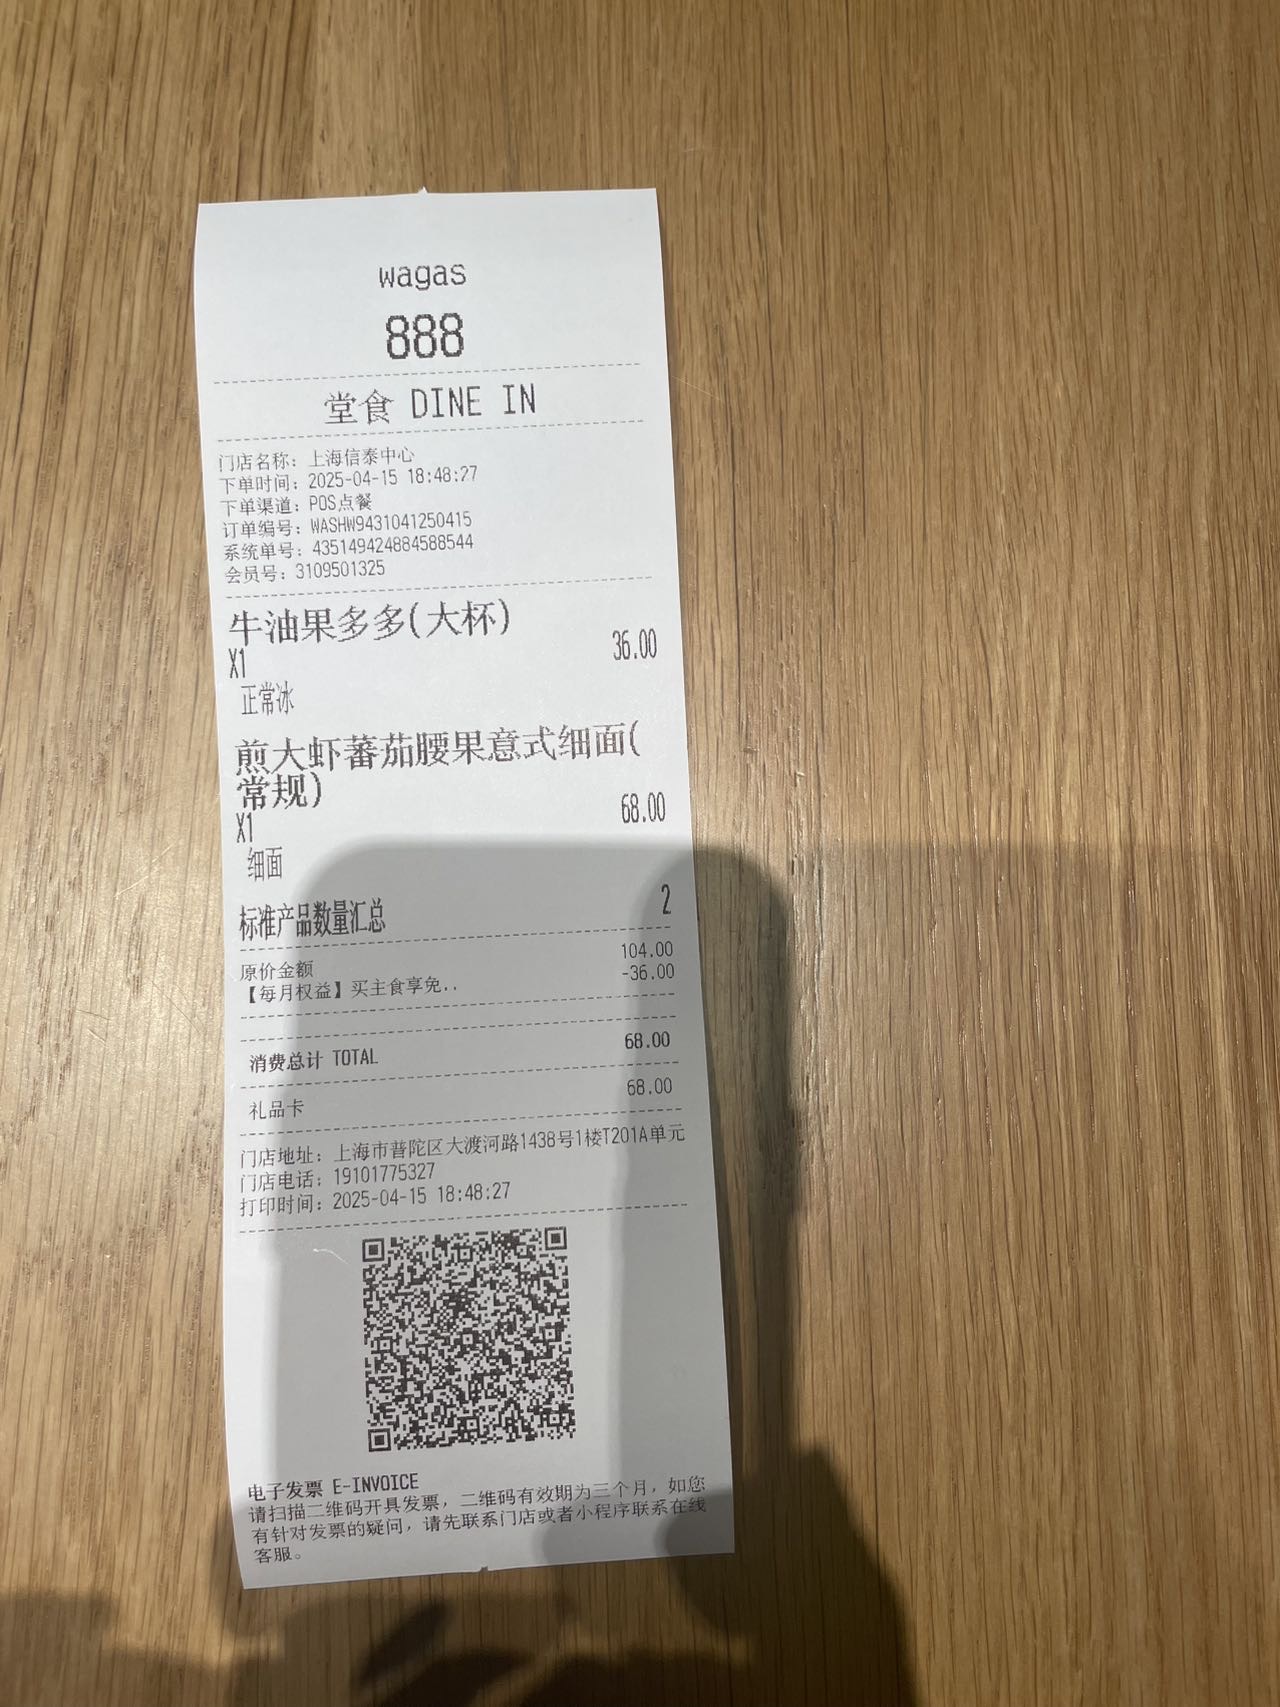 wagas
888
堂食 DINE IN
门店名称: 上海信泰中心
下单时间: 2025-04-15 18:48:27
下单渠道: POS点餐
订单编号: WASHW9431041250415
系统单号: 435149424884588544
会员号: 3109501325
牛油果多多(大杯)
X1 36.00
正常冰
煎大虾蕃茄腰果意式细面(
常规)
X1 68.00
细面
标准产品数量汇总 2
原价金额 104.00
【每月权益】买主食享免.. -36.00
消费总计 TOTAL 68.00
礼品卡 68.00
门店地址: 上海市普陀区大渡河路1438号1楼T201A单元
门店电话: 19101775327
打印时间: 2025-04-15 18:48:27
电子发票 E-INVOICE
请扫描二维码开具发票, 二维码有效期为三个月, 如您
有针对发票的疑问, 请先联系门店或者小程序联系在线
客服。